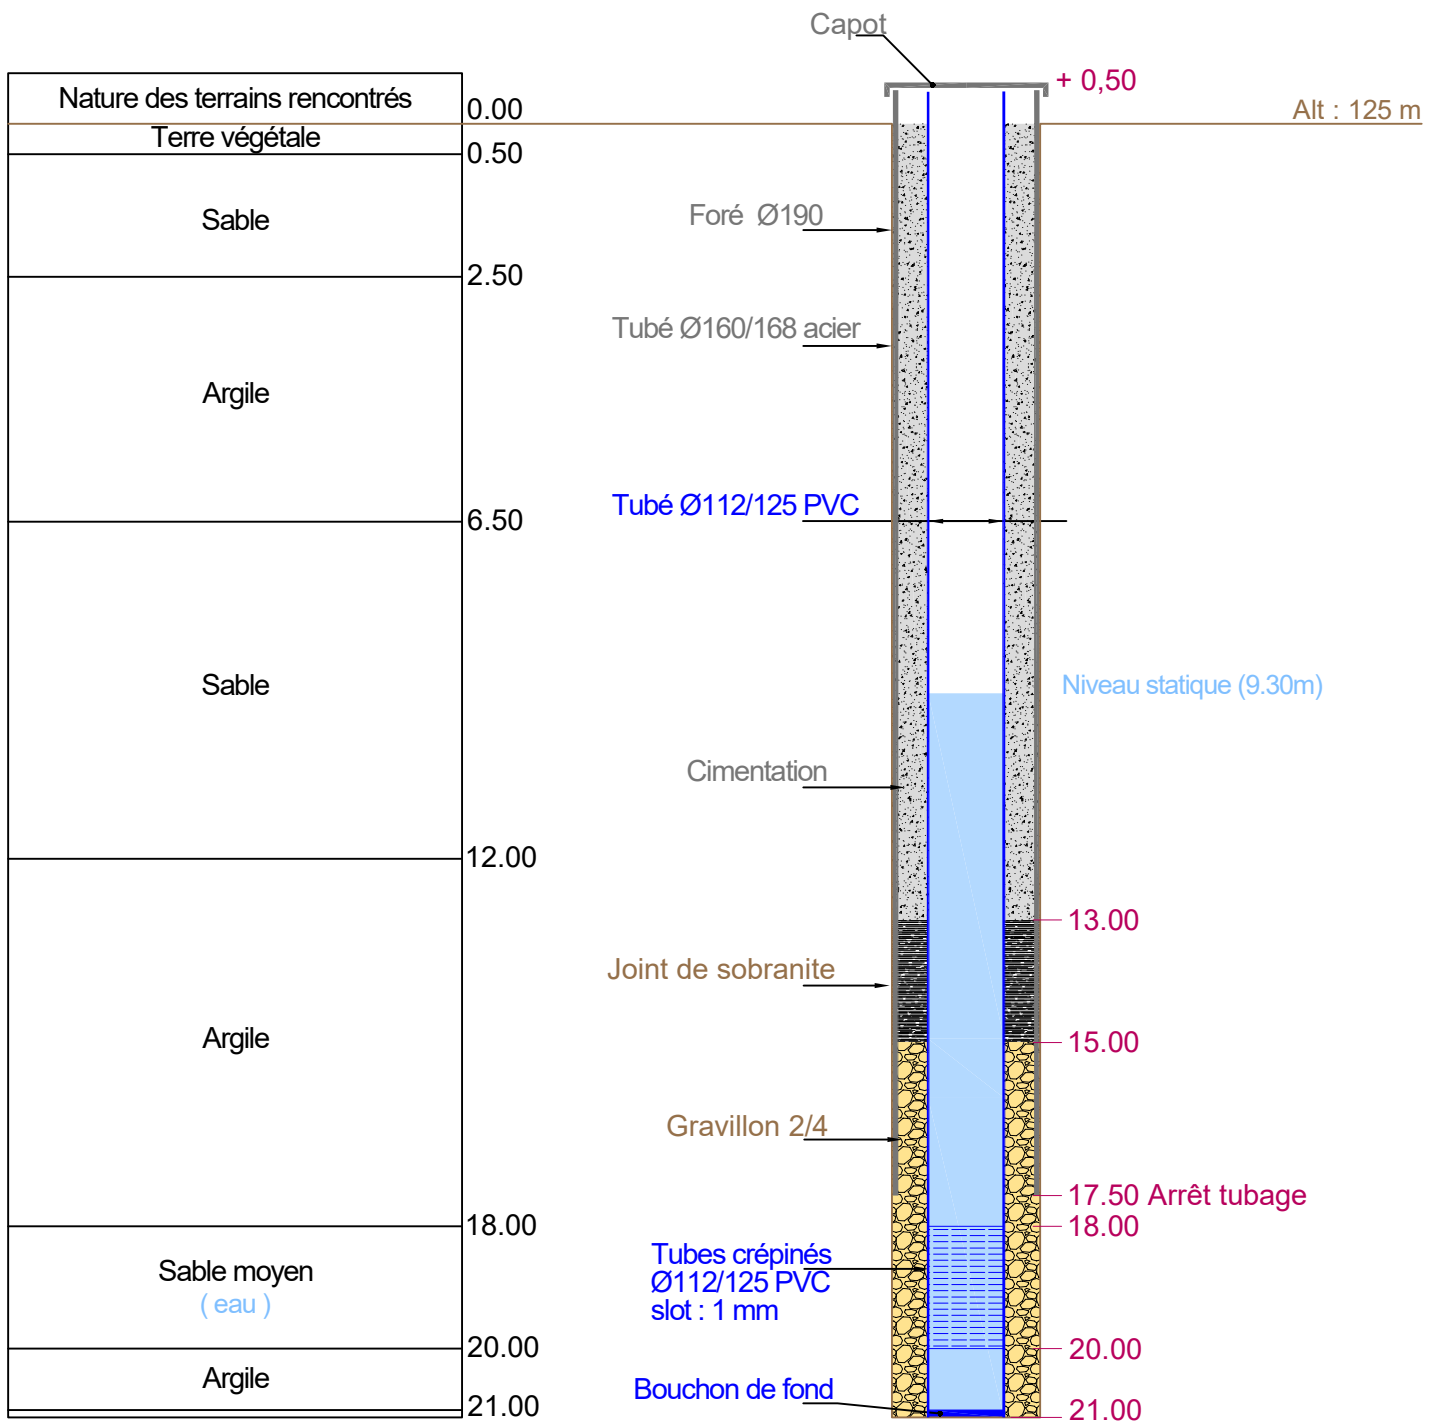 Capot
+ 0,50
Nature des terrains rencontrés
0.00
Alt : 125 m
Terre végétale
0.50
Sable
Foré Ø190
2.50
Tubé Ø160/168 acier
Argile
Tubé Ø112/125 PVC
6.50
Sable
Niveau statique (9.30m)
Cimentation
12.00
13.00
Joint de sobranite
Argile
15.00
Gravillon 2/4
17.50 Arrêt tubage
18.00
18.00
Tubes crépinés
Ø112/125 PVC
slot : 1 mm
Sable moyen
( eau )
20.00
20.00
Argile
Bouchon de fond
21.00
21.00